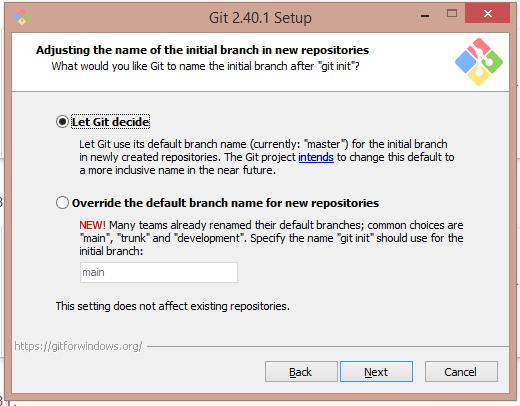 Git 2.40.1 Setup
Adjusting the name of the initial branch in new repositories
What would you like Git to name the initial branch after "git init"?
Let Git decide
Let Git use its default branch name (currently: "master") for the initial branch
in newly created repositories. The Git project intends to change this default to
a more inclusive name in the near future.
Override the default branch name for new repositories
NEW! Many teams already renamed their default branches; common choices are
"main", "trunk" and "development". Specify the name "git init" should use for the
initial branch:
main
This setting does not affect existing repositories.
https://gitforwindows.org/
Back Next Cancel